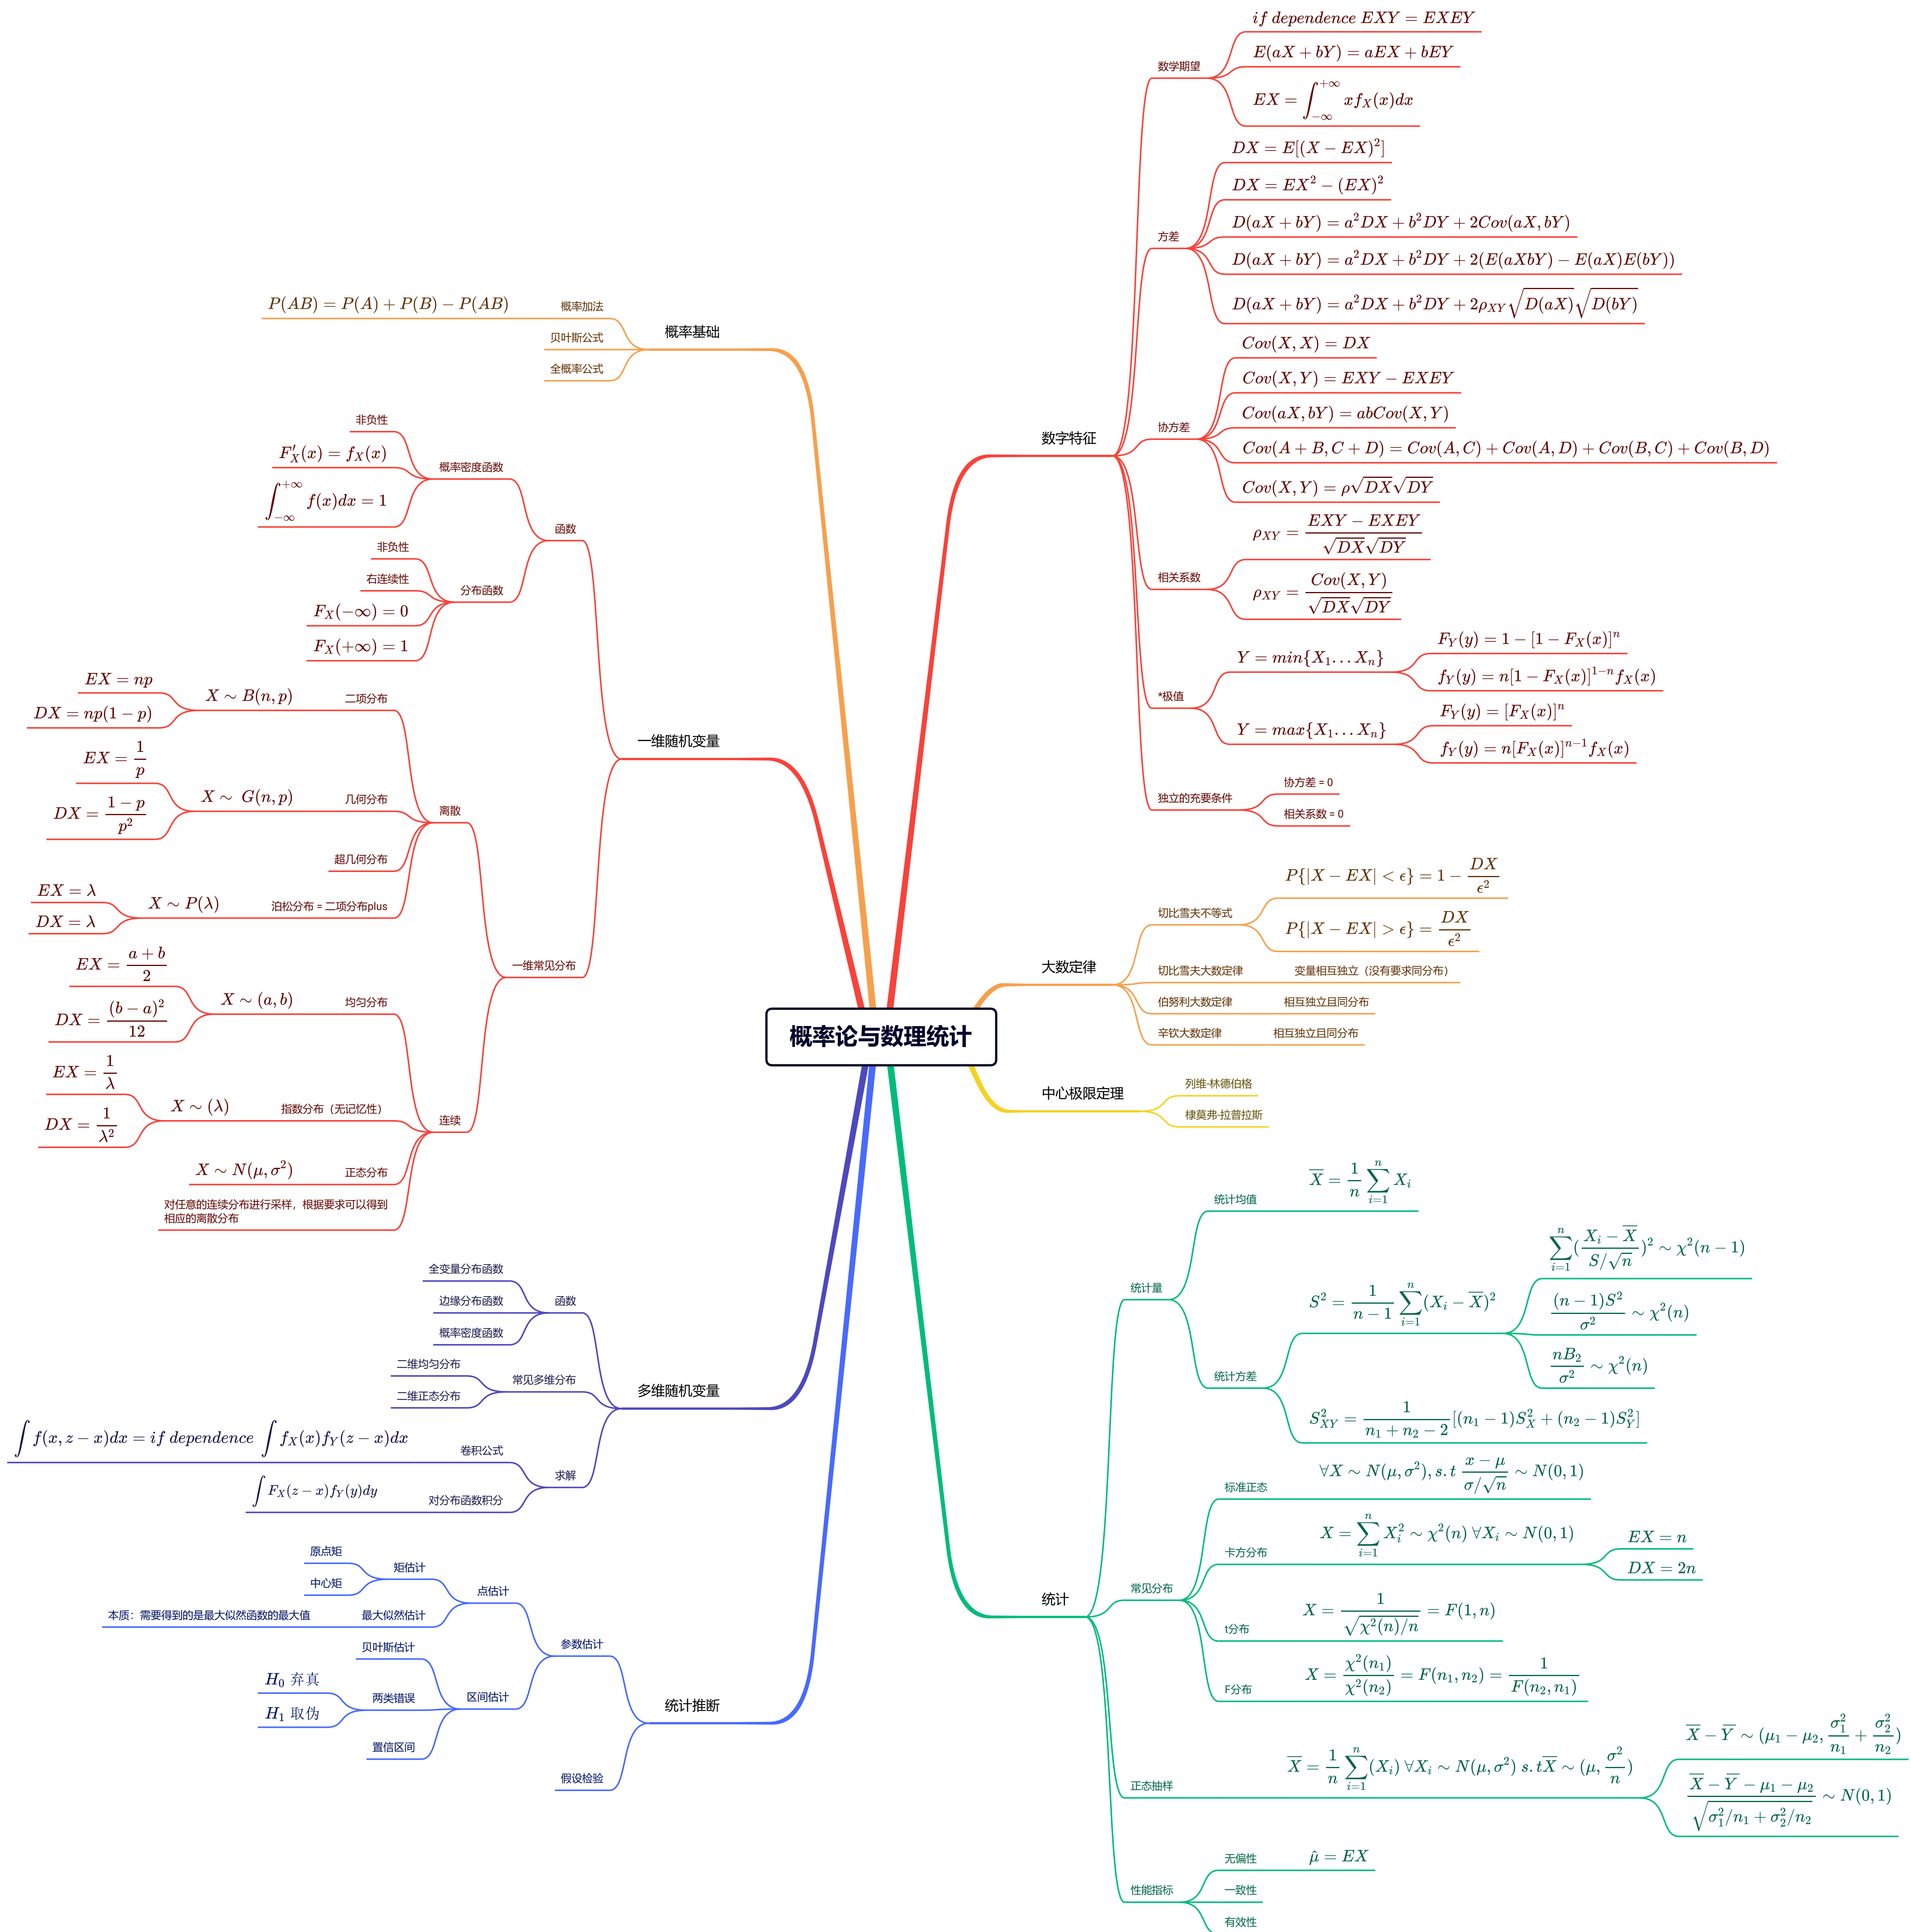 概率论与数理统计
概率基础
概率加法
P(AB) = P(A) + P(B) − P(AB)
贝叶斯公式
全概率公式
一维随机变量
函数
概率密度函数
非负性
F′_X(x) = f_X(x)
∫_{−∞}^{+∞} f(x)dx = 1
分布函数
非负性
右连续性
F_X(−∞) = 0
F_X(+∞) = 1
一维常见分布
离散
二项分布
X ∼ B(n, p)
EX = np
DX = np(1 − p)
几何分布
X ∼ G(n, p)
EX = 1/p
DX = (1 − p)/p²
超几何分布
泊松分布 = 二项分布plus
X ∼ P(λ)
EX = λ
DX = λ
连续
均匀分布
X ∼ (a, b)
EX = (a + b)/2
DX = (b − a)²/12
指数分布（无记忆性）
X ∼ (λ)
EX = 1/λ
DX = 1/λ²
正态分布
X ∼ N(μ, σ²)
对任意的连续分布进行采样，根据要求可以得到
相应的离散分布
多维随机变量
函数
全变量分布函数
边缘分布函数
概率密度函数
常见多维分布
二维均匀分布
二维正态分布
求解
卷积公式
∫ f(x, z − x)dx = if dependence ∫ f_X(x)f_Y(z − x)dx
对分布函数积分
∫ F_X(z − x)f_Y(y)dy
统计推断
参数估计
点估计
矩估计
原点矩
中心矩
最大似然估计
本质：需要得到的是最大似然函数的最大值
区间估计
贝叶斯估计
两类错误
H₀ 弃真
H₁ 取伪
置信区间
假设检验
数字特征
数学期望
if dependence EXY = EXEY
E(aX + bY) = aEX + bEY
EX = ∫_{−∞}^{+∞} xf_X(x)dx
方差
DX = E[(X − EX)²]
DX = EX² − (EX)²
D(aX + bY) = a²DX + b²DY + 2Cov(aX, bY)
D(aX + bY) = a²DX + b²DY + 2(E(aXbY) − E(aX)E(bY))
D(aX + bY) = a²DX + b²DY + 2ρ_{XY}√D(aX)√D(bY)
协方差
Cov(X, X) = DX
Cov(X, Y) = EXY − EXEY
Cov(aX, bY) = abCov(X, Y)
Cov(A + B, C + D) = Cov(A, C) + Cov(A, D) + Cov(B, C) + Cov(B, D)
Cov(X, Y) = ρ√DX√DY
相关系数
ρ_{XY} = (EXY − EXEY)/(√DX√DY)
ρ_{XY} = Cov(X, Y)/(√DX√DY)
*极值
Y = min{X₁...Xₙ}
F_Y(y) = 1 − [1 − F_X(x)]ⁿ
f_Y(y) = n[1 − F_X(x)]^{1−n}f_X(x)
Y = max{X₁...Xₙ}
F_Y(y) = [F_X(x)]ⁿ
f_Y(y) = n[F_X(x)]^{n−1}f_X(x)
独立的充要条件
协方差 = 0
相关系数 = 0
大数定律
切比雪夫不等式
P{|X − EX| < ϵ} = 1 − DX/ϵ²
P{|X − EX| > ϵ} = DX/ϵ²
切比雪夫大数定律
变量相互独立（没有要求同分布）
伯努利大数定律
相互独立且同分布
辛钦大数定律
相互独立且同分布
中心极限定理
列维-林德伯格
棣莫弗-拉普拉斯
统计
统计量
统计均值
X̅ = 1/n ∑_{i=1}^{n} X_i
统计方差
S² = 1/(n − 1) ∑_{i=1}^{n} (X_i − X̅)²
∑_{i=1}^{n} ((X_i − X̅)/(S/√n))² ∼ χ²(n − 1)
(n − 1)S²/σ² ∼ χ²(n)
nB₂/σ² ∼ χ²(n)
S²_{XY} = 1/(n₁ + n₂ − 2) [(n₁ − 1)S²_X + (n₂ − 1)S²_Y]
常见分布
标准正态
∀X ∼ N(μ, σ²), s.t (x − μ)/(σ/√n) ∼ N(0, 1)
卡方分布
X = ∑_{i=1}^{n} X_i² ∼ χ²(n) ∀X_i ∼ N(0, 1)
EX = n
DX = 2n
t分布
X = 1/√(χ²(n)/n) = F(1, n)
F分布
X = χ²(n₁)/χ²(n₂) = F(n₁, n₂) = 1/F(n₂, n₁)
正态抽样
X̅ = 1/n ∑_{i=1}^{n} (X_i) ∀X_i ∼ N(μ, σ²) s.tX̅ ∼ (μ, σ²/n)
X̅ − Y̅ ∼ (μ₁ − μ₂, σ₁²/n₁ + σ₂²/n₂)
(X̅ − Y̅ − μ₁ − μ₂)/√(σ₁²/n₁ + σ₂²/n₂) ∼ N(0, 1)
性能指标
无偏性
μ̂ = EX
一致性
有效性